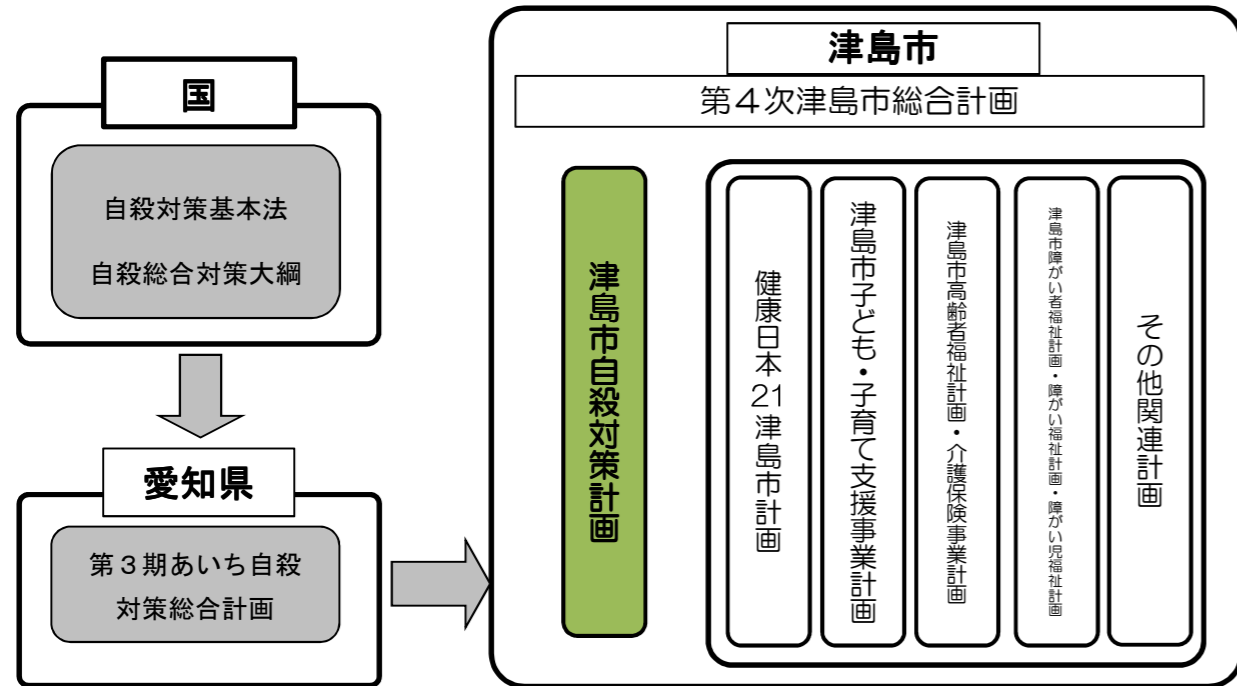 国
自殺対策基本法
自殺総合対策大綱
愛知県
第３期あいち自殺
対策総合計画
津島市
第４次津島市総合計画
津島市自殺対策計画
健康日本21津島市計画
津島市子ども・子育て支援事業計画
津島市高齢者福祉計画・介護保険事業計画
津島市障がい者福祉計画・障がい福祉計画・障がい児福祉計画
その他関連計画